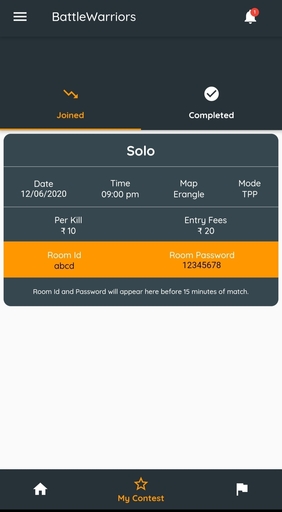 BattleWarriors
1
Joined
Completed
Solo
Date Time Map Mode
12/06/2020 09:00 pm Erangle TPP
Per Kill Entry Fees
₹ 10 ₹ 20
Room Id Room Password
abcd 12345678
Room Id and Password will appear here before 15 minutes of match.
My Contest